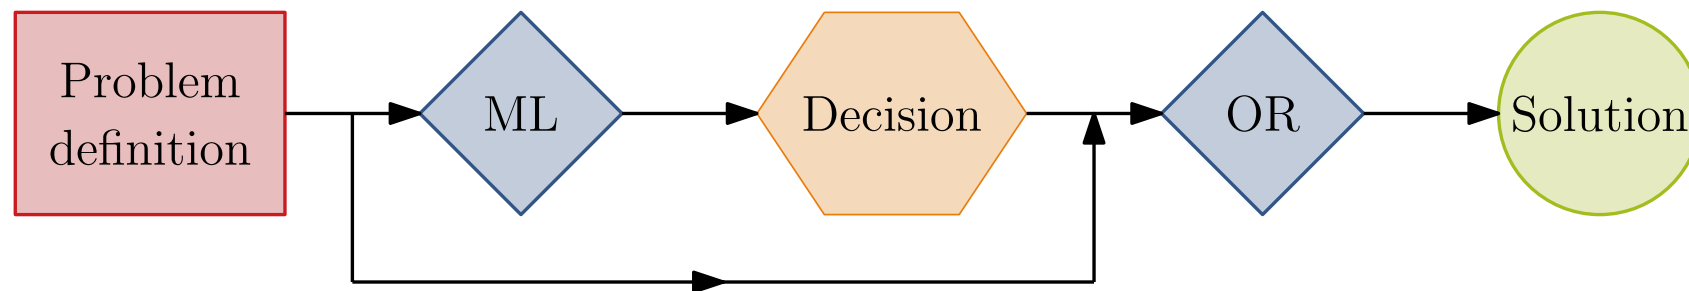 Problem
definition
ML
Decision
OR
Solution